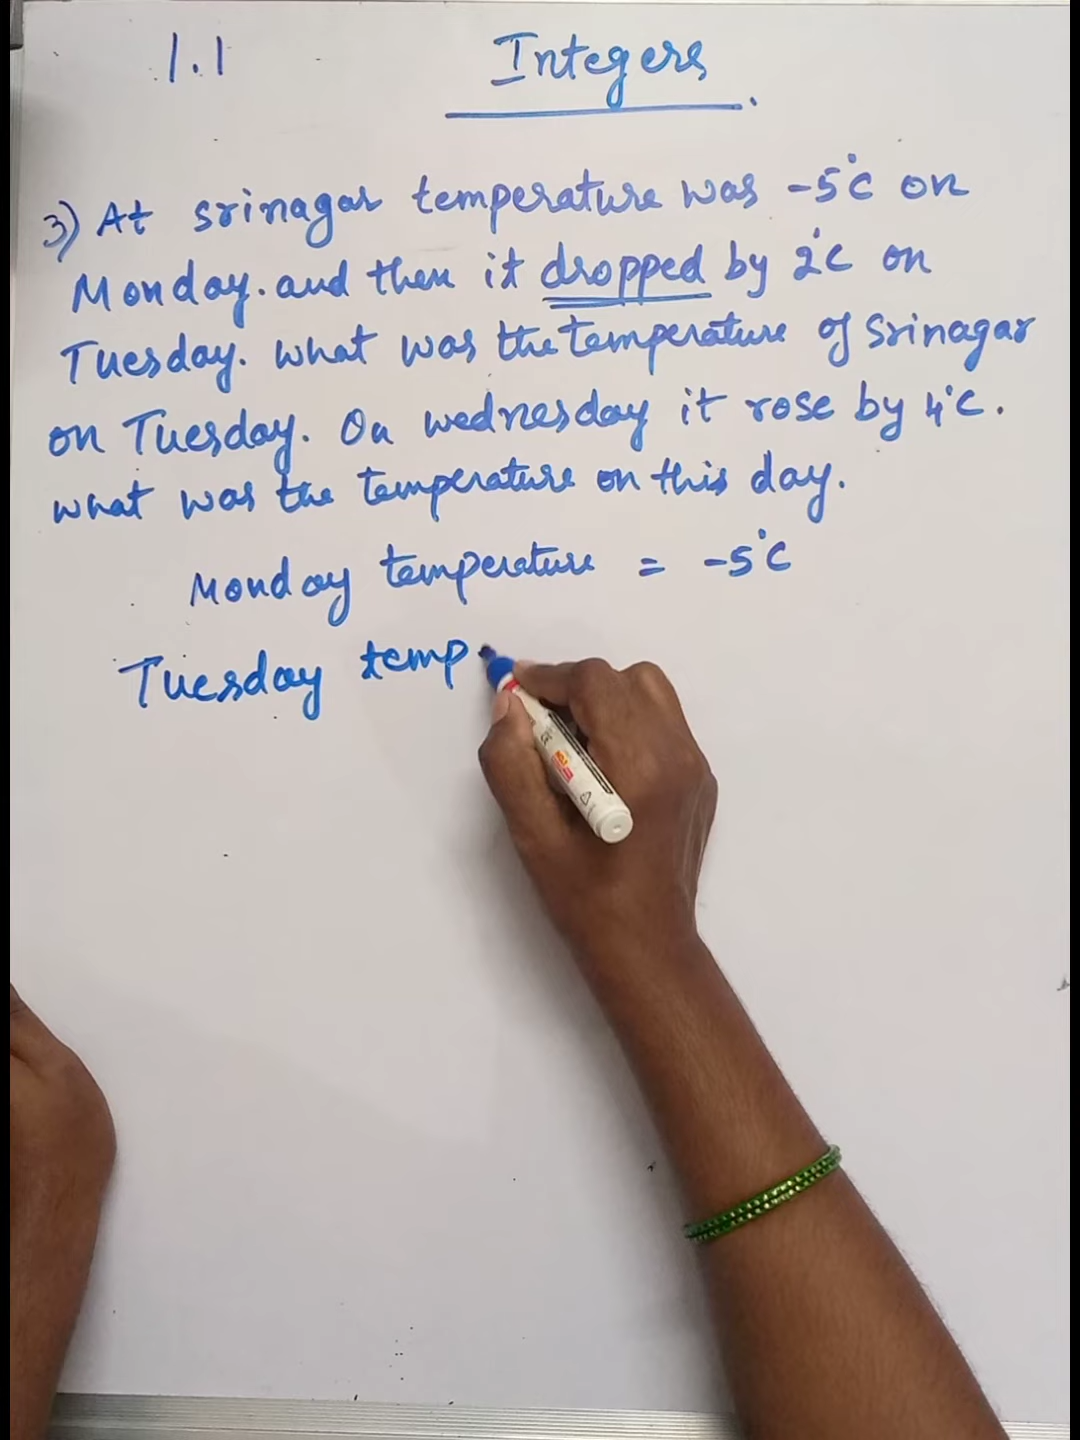 1.1 Integers.
3) At srinagar temperature was -5°C on
Monday. and then it dropped by 2°C on
Tuesday. what was the temperature of Srinagar
on Tuesday. On wednesday it rose by 4°C.
what was the temperature on this day.
Monday temperature = -5°C
Tuesday temp